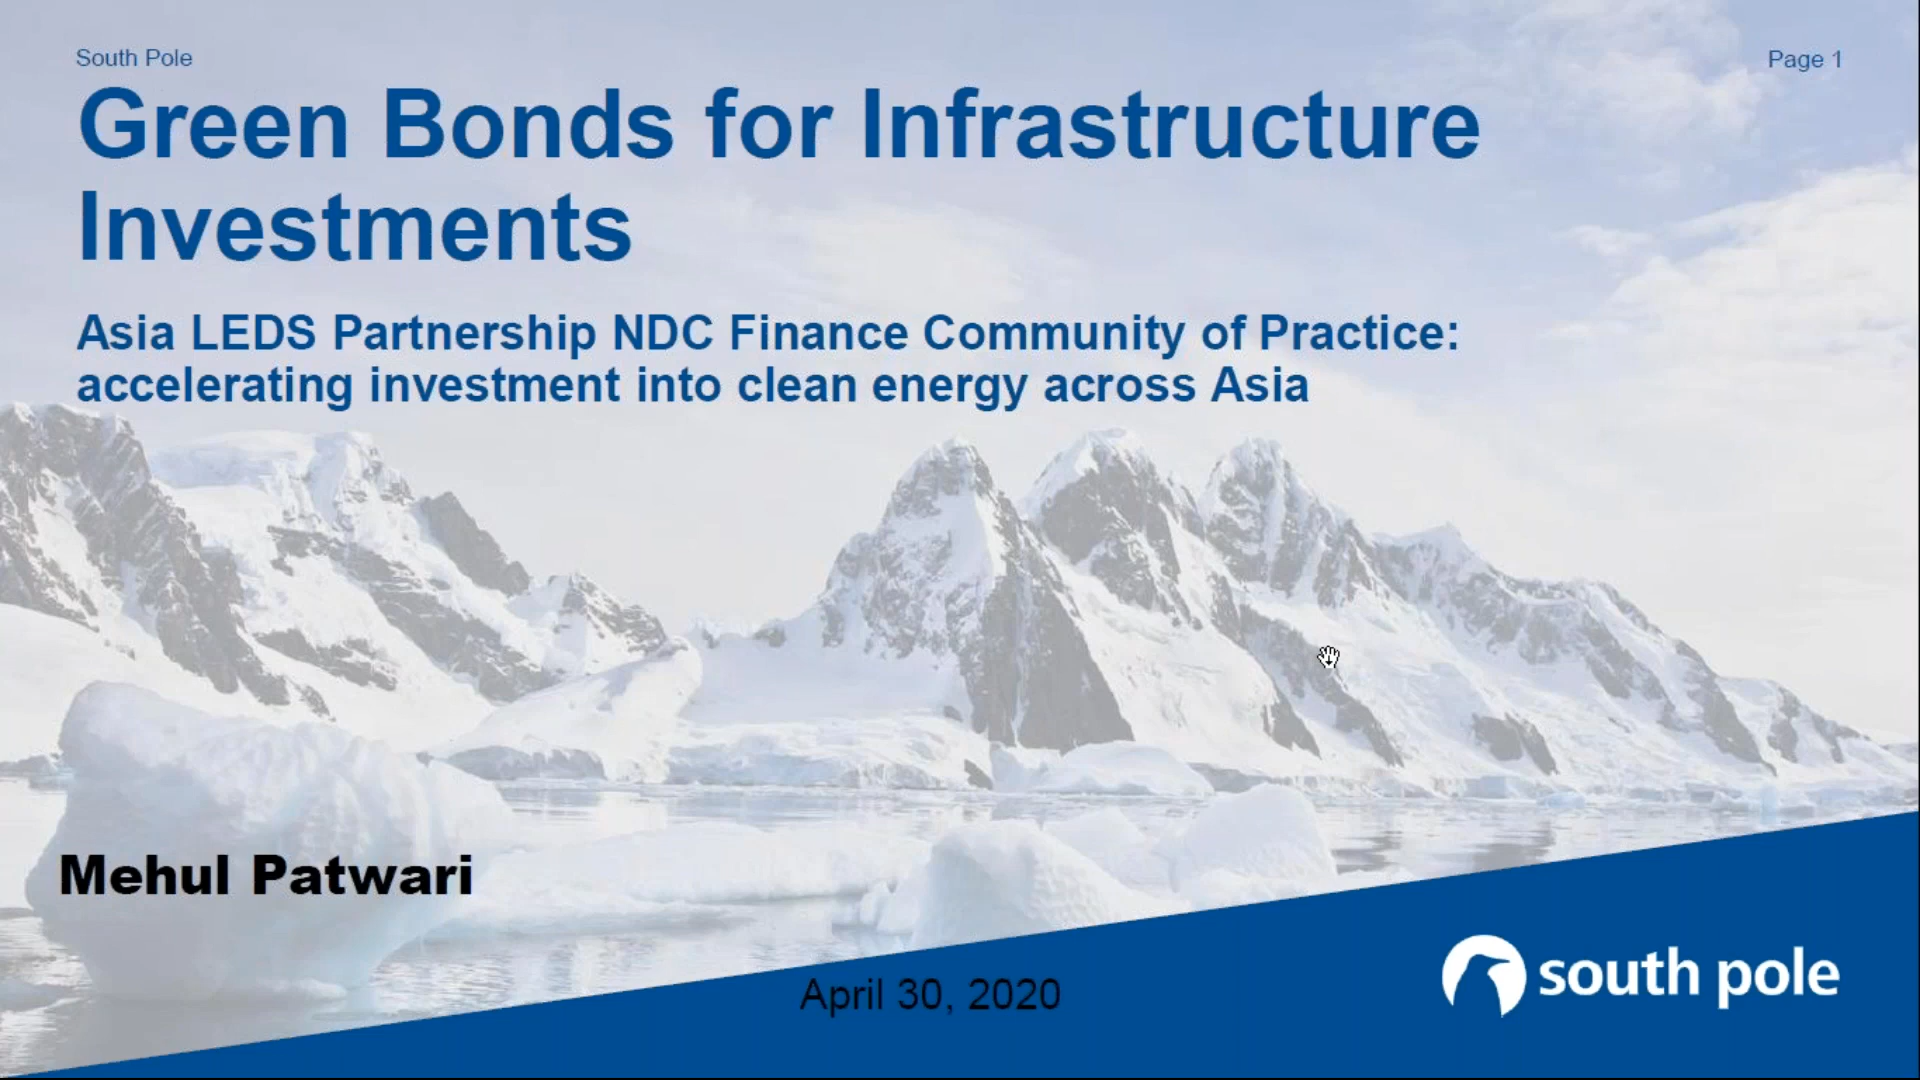 South Pole
Page 1
Green Bonds for Infrastructure
Investments
Asia LEDS Partnership NDC Finance Community of Practice:
accelerating investment into clean energy across Asia
Mehul Patwari
April 30, 2020
south pole